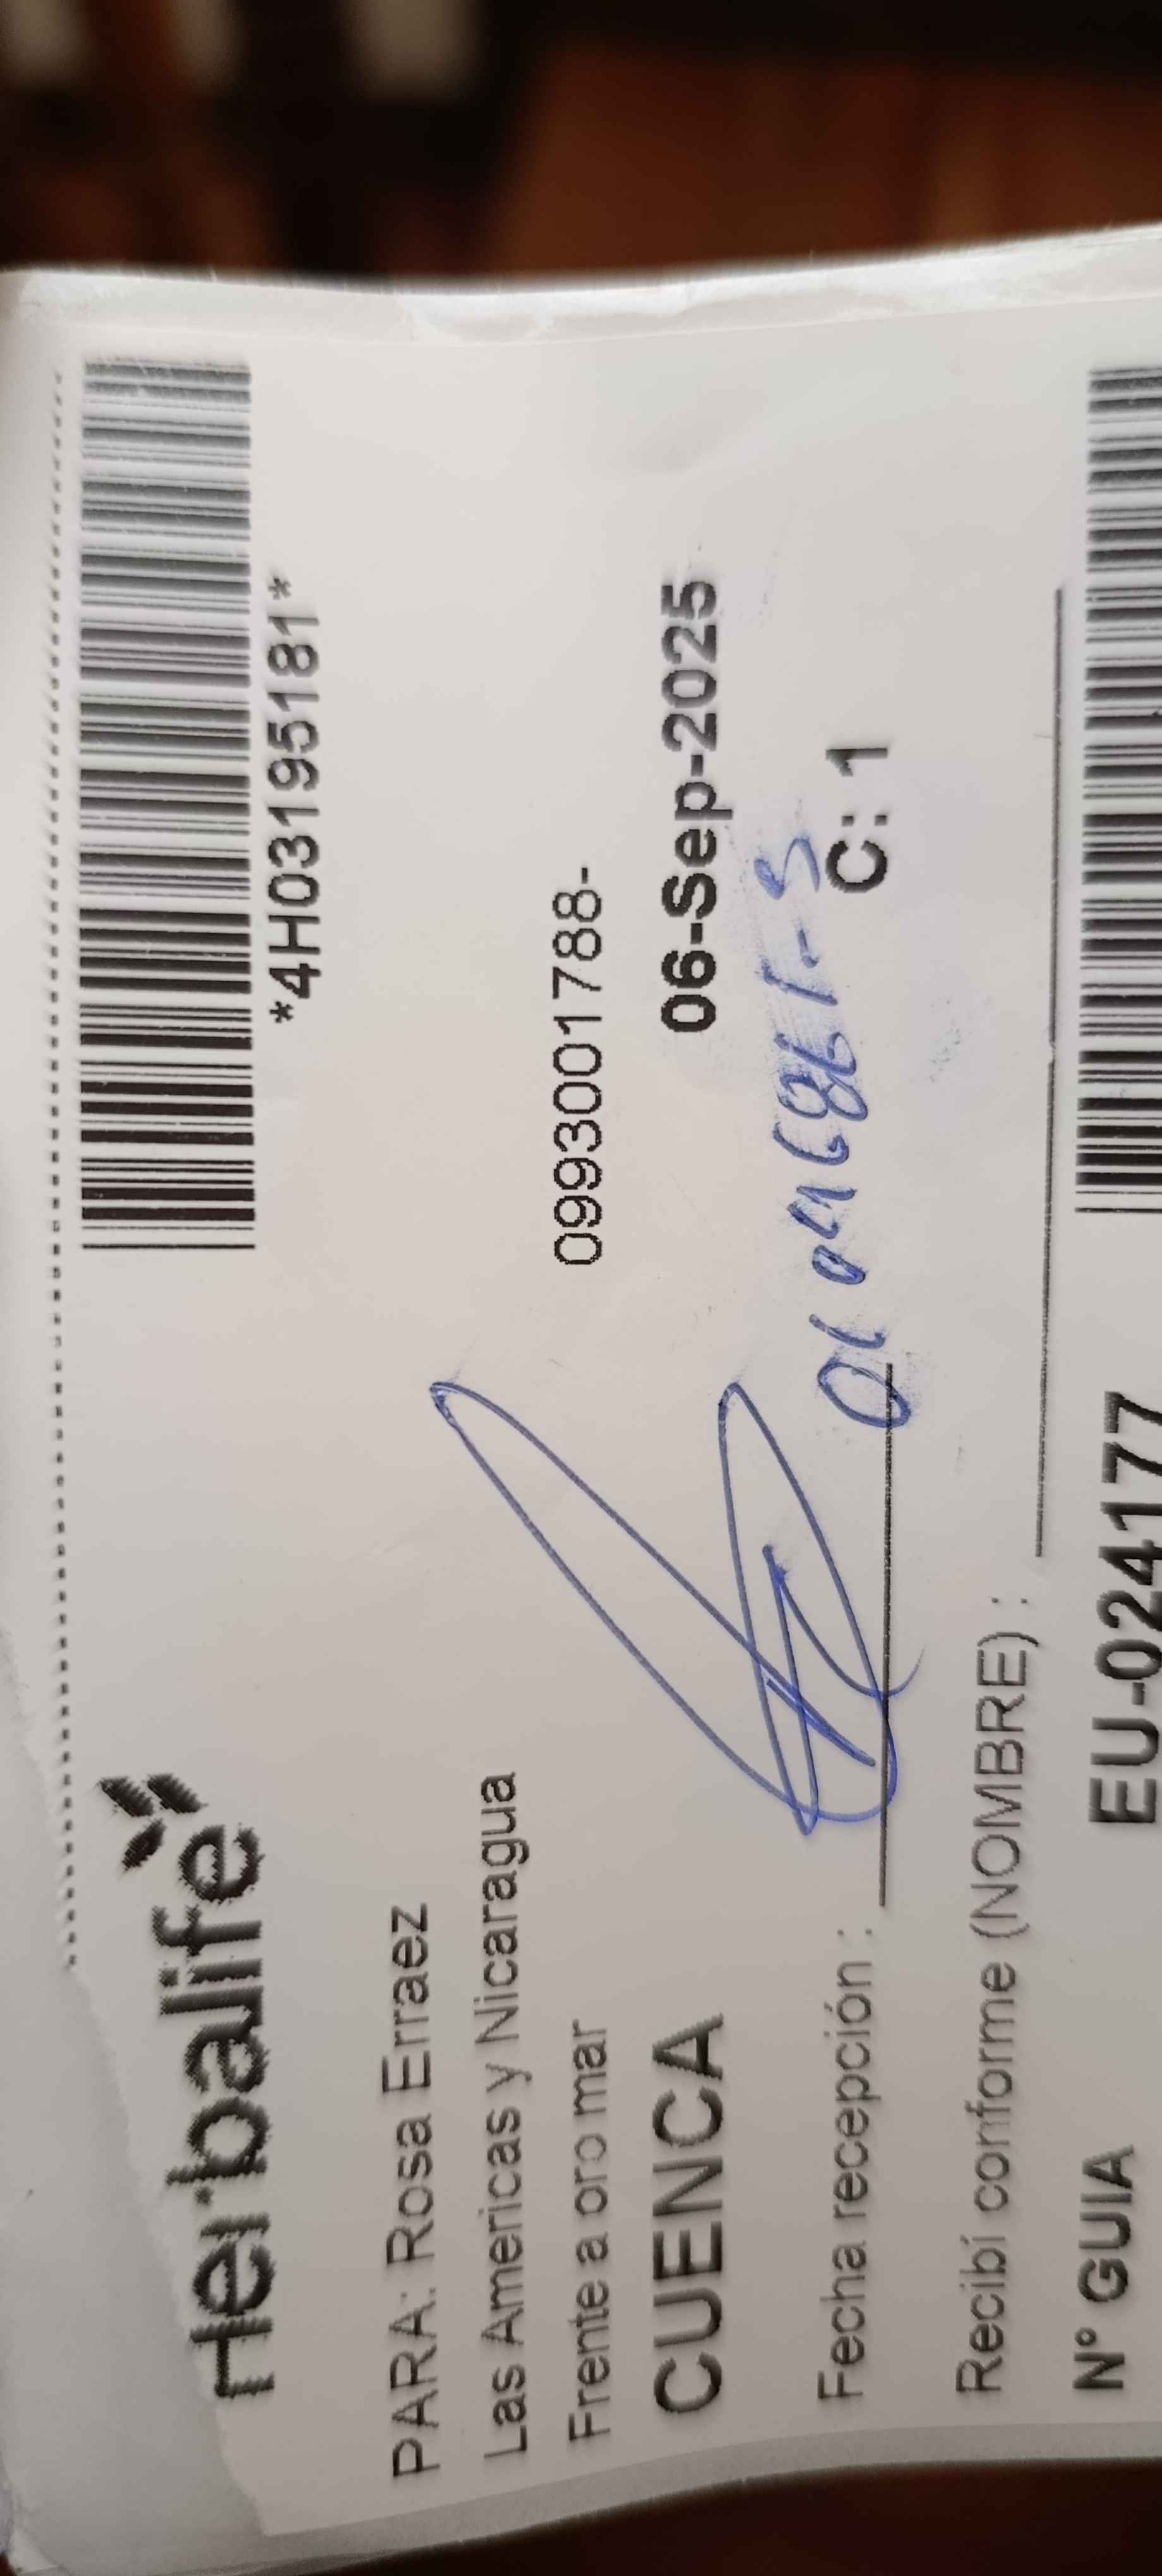 Herbalife
*4H03195181*
PARA: Rosa Erraez
Las Americas y Nicaragua
Frente a oro mar
0993001788-
CUENCA
06-Sep-2025
Fecha recepción :
C: 1
Recibí conforme (NOMBRE) :
N° GUIA
EU-024177